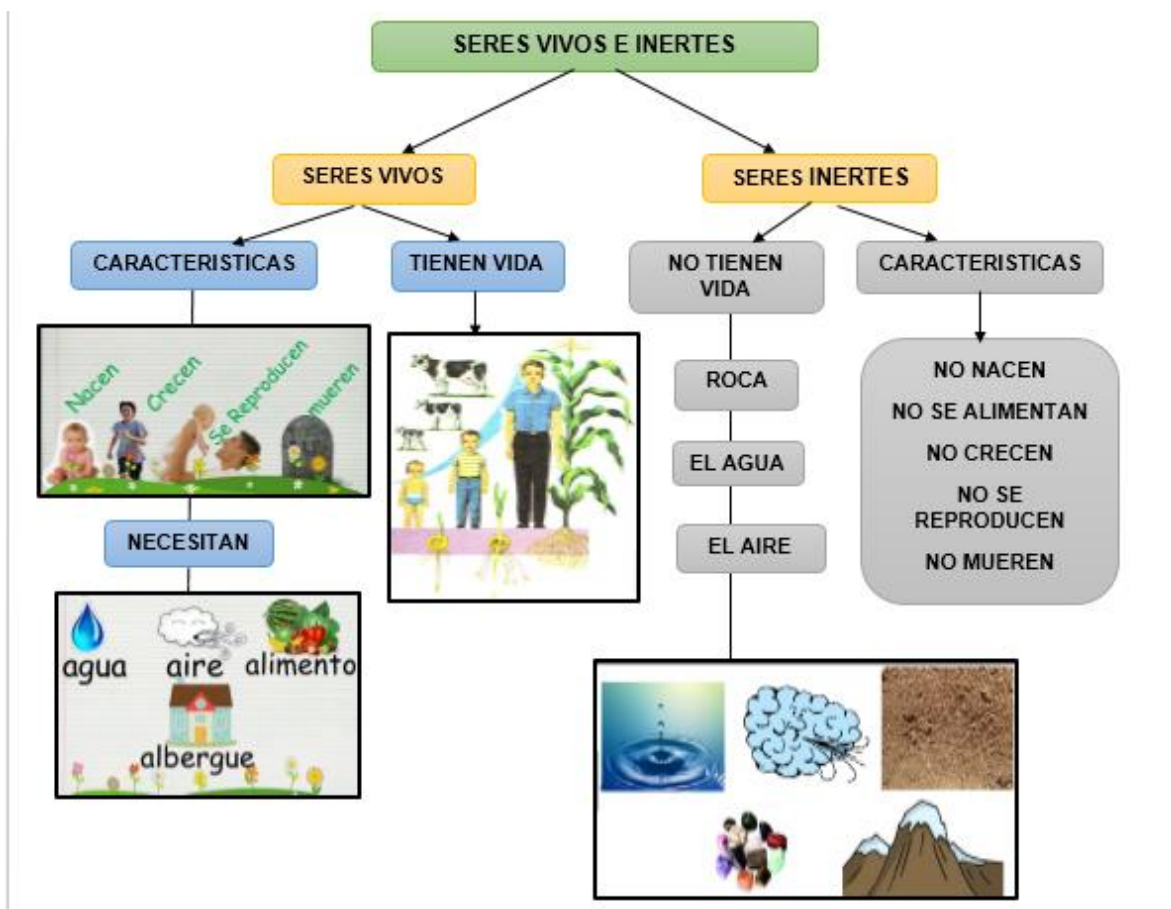 SERES VIVOS E INERTES
SERES VIVOS
SERES INERTES
CARACTERISTICAS
TIENEN VIDA
NO TIENEN
VIDA
CARACTERISTICAS
Nacen
Crecen
Se Reproducen
mueren
NECESITAN
agua
aire
alimento
albergue
ROCA
EL AGUA
EL AIRE
NO NACEN
NO SE ALIMENTAN
NO CRECEN
NO SE
REPRODUCEN
NO MUEREN